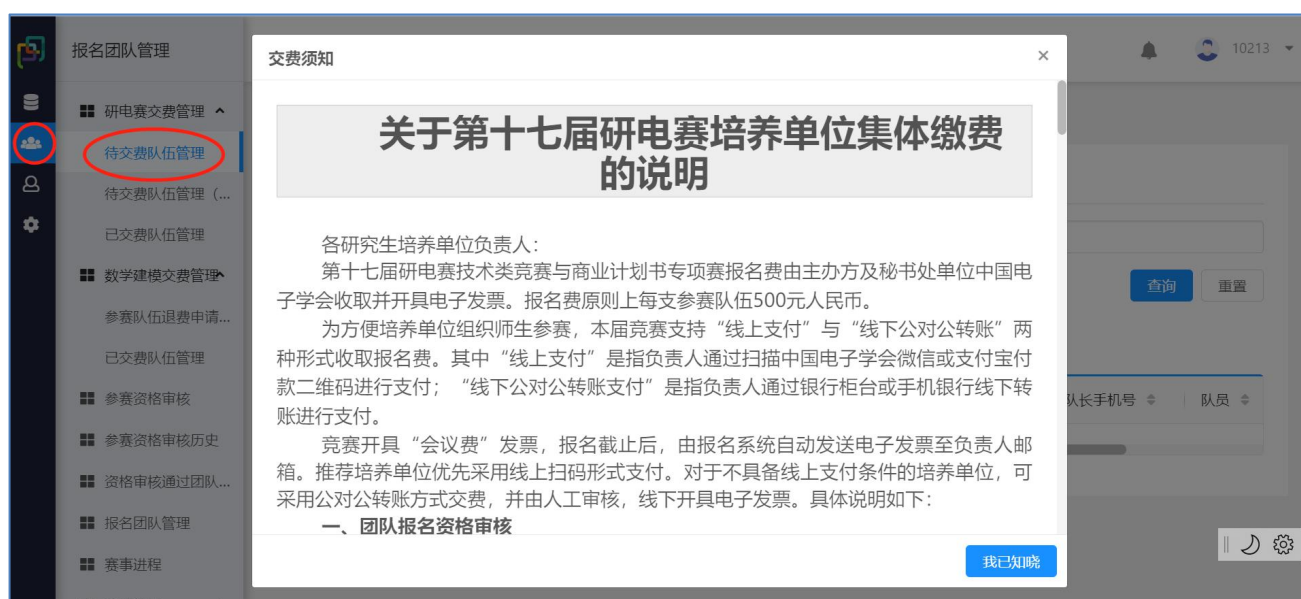 报名团队管理
10213
研电赛交费管理
待交费队伍管理
待交费队伍管理（...
已交费队伍管理
数学建模交费管理
参赛队伍退费申请...
已交费队伍管理
参赛资格审核
参赛资格审核历史
资格审核通过团队...
报名团队管理
赛事进程
交费须知
×
关于第十七届研电赛培养单位集体缴费
的说明
各研究生培养单位负责人：
第十七届研电赛技术类竞赛与商业计划书专项赛报名费由主办方及秘书处单位中国电
子学会收取并开具电子发票。报名费原则上每支参赛队伍500元人民币。
为方便培养单位组织师生参赛，本届竞赛支持“线上支付”与“线下公对公转账”两
种形式收取报名费。其中“线上支付”是指负责人通过扫描中国电子学会微信或支付宝付
款二维码进行支付；“线下公对公转账支付”是指负责人通过银行柜台或手机银行线下转
账进行支付。
竞赛开具“会议费”发票，报名截止后，由报名系统自动发送电子发票至负责人邮
箱。推荐培养单位优先采用线上扫码形式支付。对于不具备线上支付条件的培养单位，可
采用公对公转账方式交费，并由人工审核，线下开具电子发票。具体说明如下：
一、团队报名资格审核
我已知晓
查询
重置
队长手机号
队员